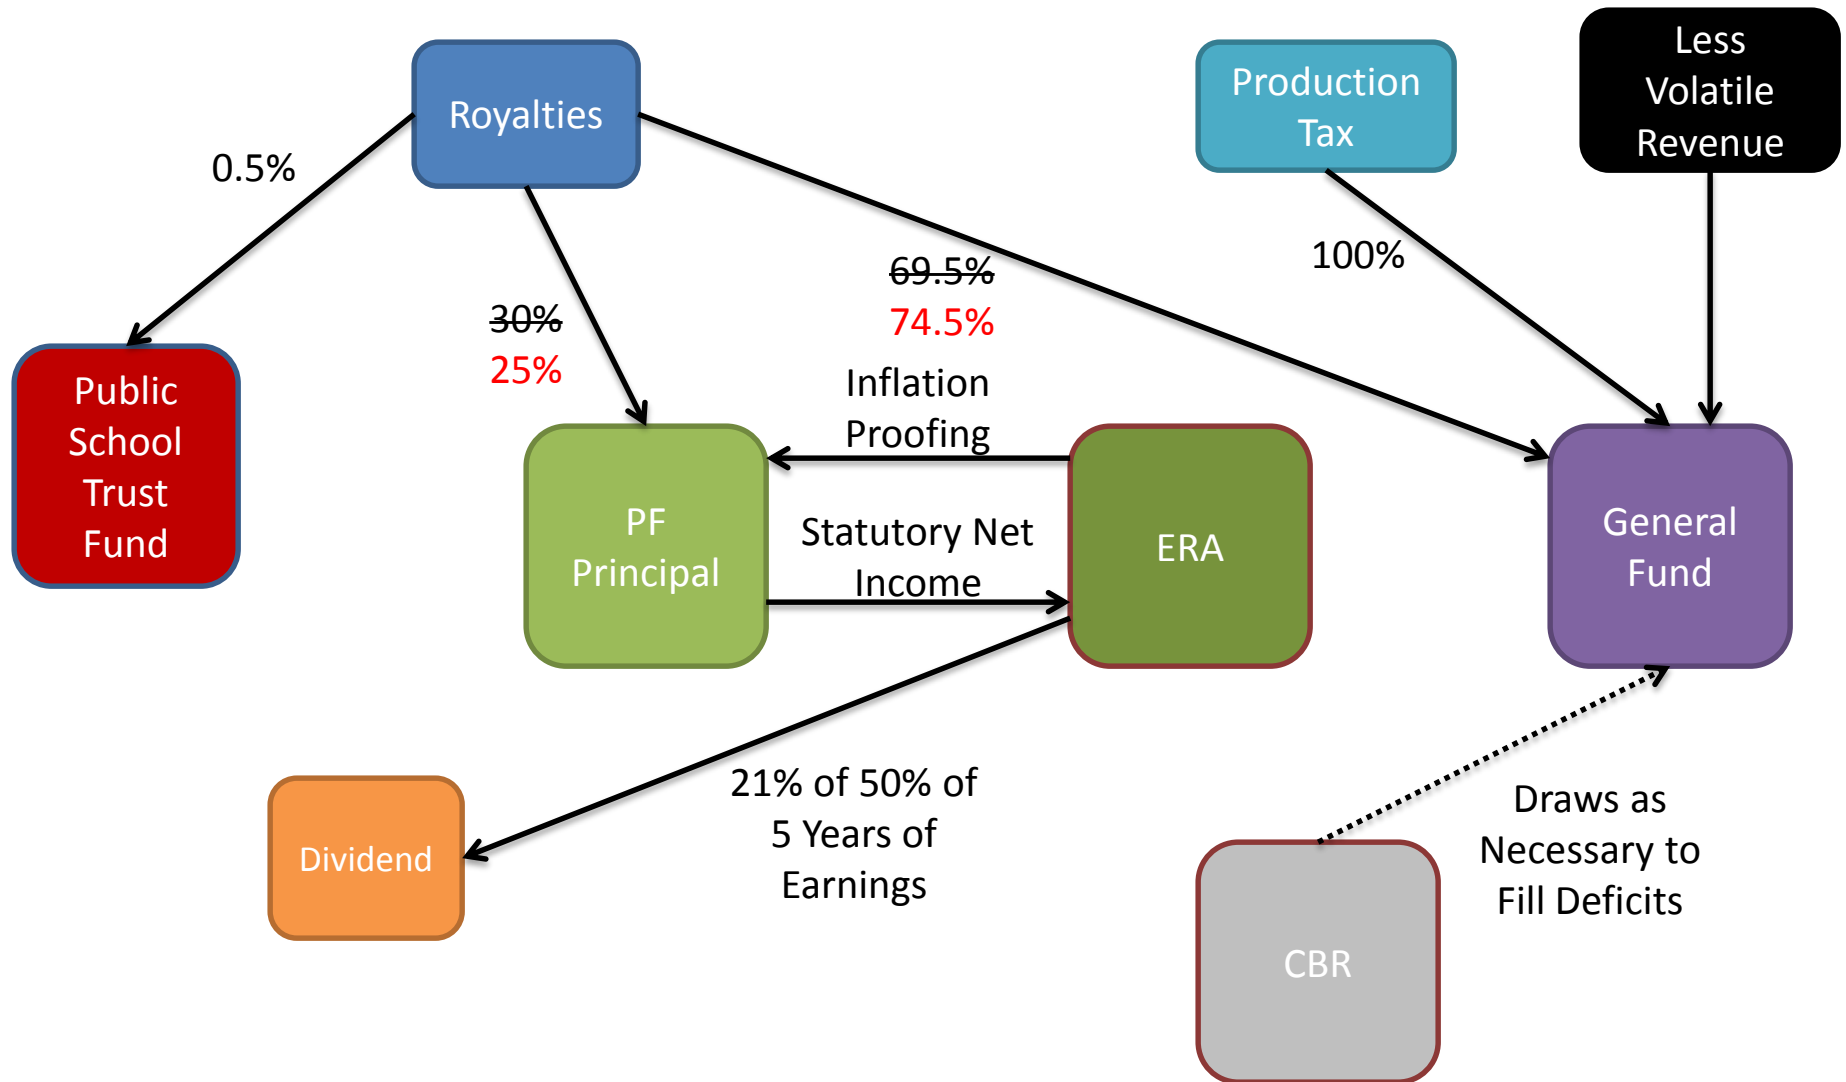 Royalties
Production
Tax
Less
Volatile
Revenue
0.5%
30%
25%
69.5%
74.5%
100%
Public
School
Trust
Fund
PF
Principal
Inflation
Proofing
Statutory Net
Income
ERA
General
Fund
Dividend
21% of 50% of
5 Years of
Earnings
CBR
Draws as
Necessary to
Fill Deficits